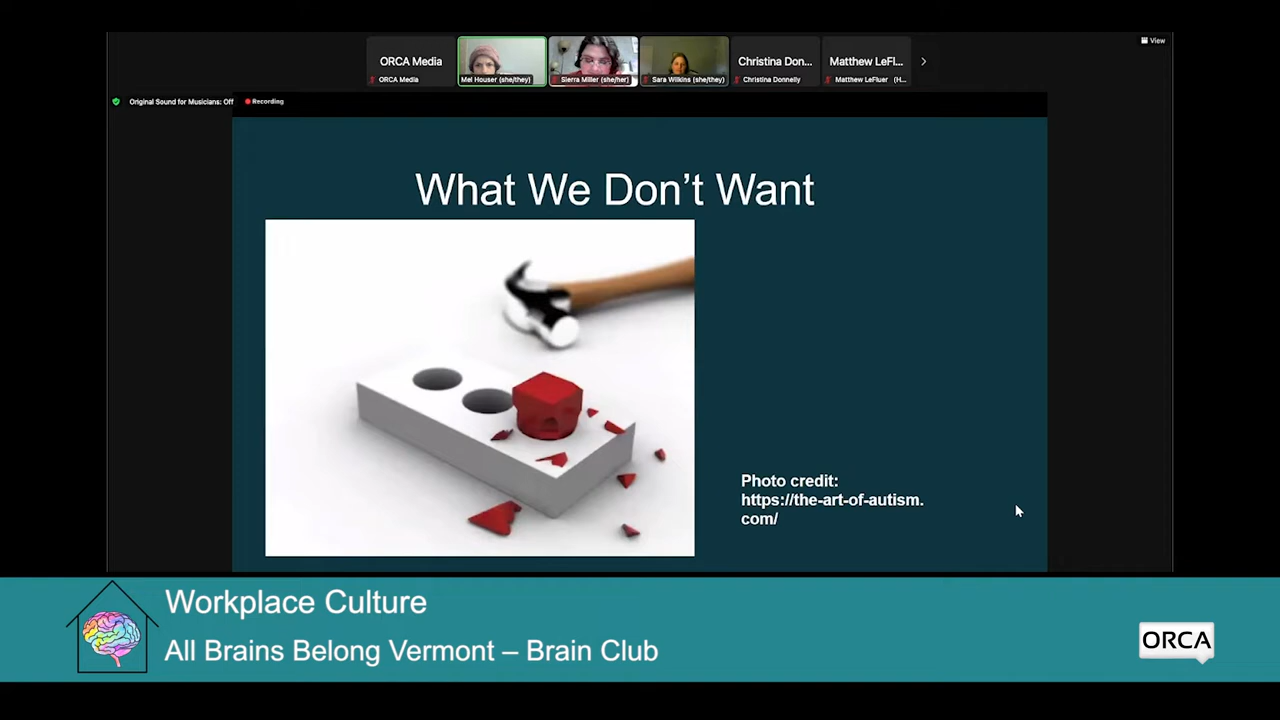 View
ORCA Media
ORCA Media
Mel Houser (she/they)
Sierra Miller (she/her)
Sara Wilkins (she/they)
Christina Don...
Christina Donnelly
Matthew LeFl...
Matthew LeFluer (H...
Original Sound for Musicians: Off
Recording
What We Don't Want
Photo credit:
https://the-art-of-autism.
com/
Workplace Culture
All Brains Belong Vermont – Brain Club
ORCA